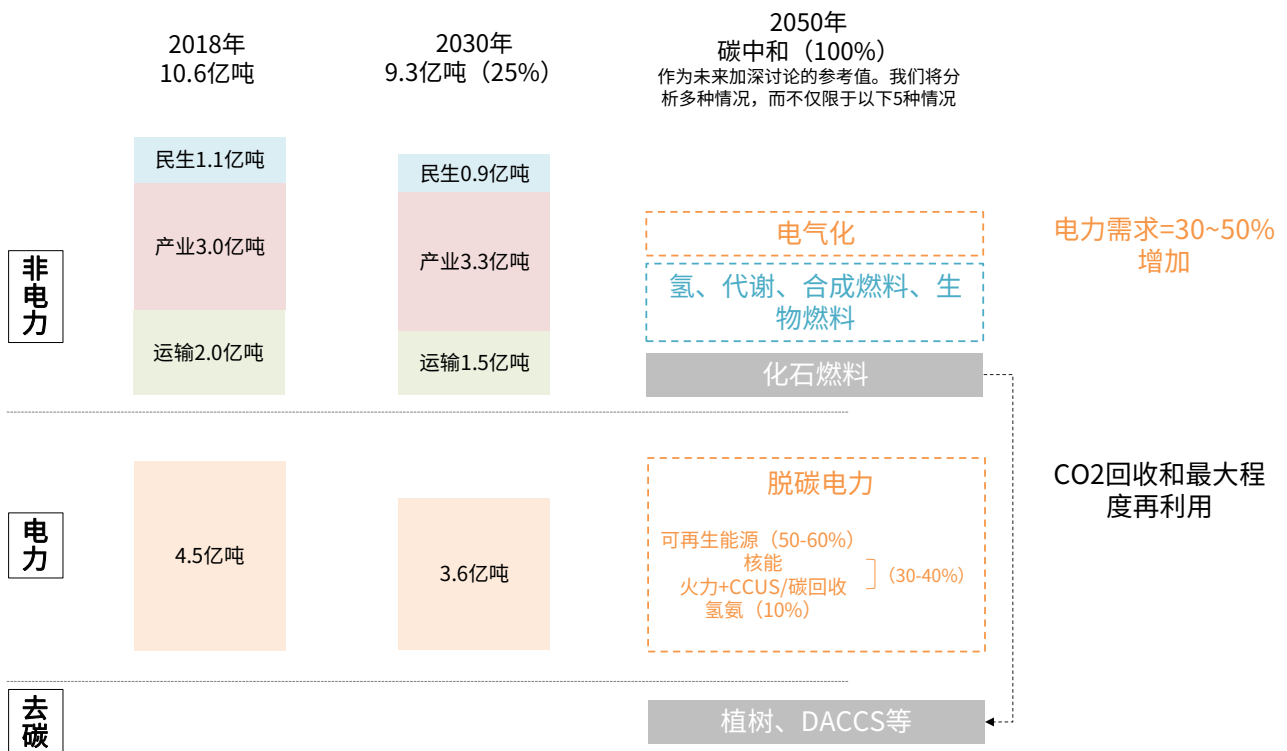 2018年
10.6亿吨
2030年
9.3亿吨（25%）
2050年
碳中和（100%）
作为未来加深讨论的参考值。我们将分
析多种情况，而不仅限于以下5种情况
非电力
民生1.1亿吨
产业3.0亿吨
运输2.0亿吨
民生0.9亿吨
产业3.3亿吨
运输1.5亿吨
电气化
氢、代谢、合成燃料、生
物燃料
化石燃料
电力需求=30~50%
增加
电力
4.5亿吨
3.6亿吨
脱碳电力
可再生能源（50-60%）
核能
火力+CCUS/碳回收
（30-40%）
氢氨（10%）
CO2回收和最大程
度再利用
去碳
植树、DACCS等